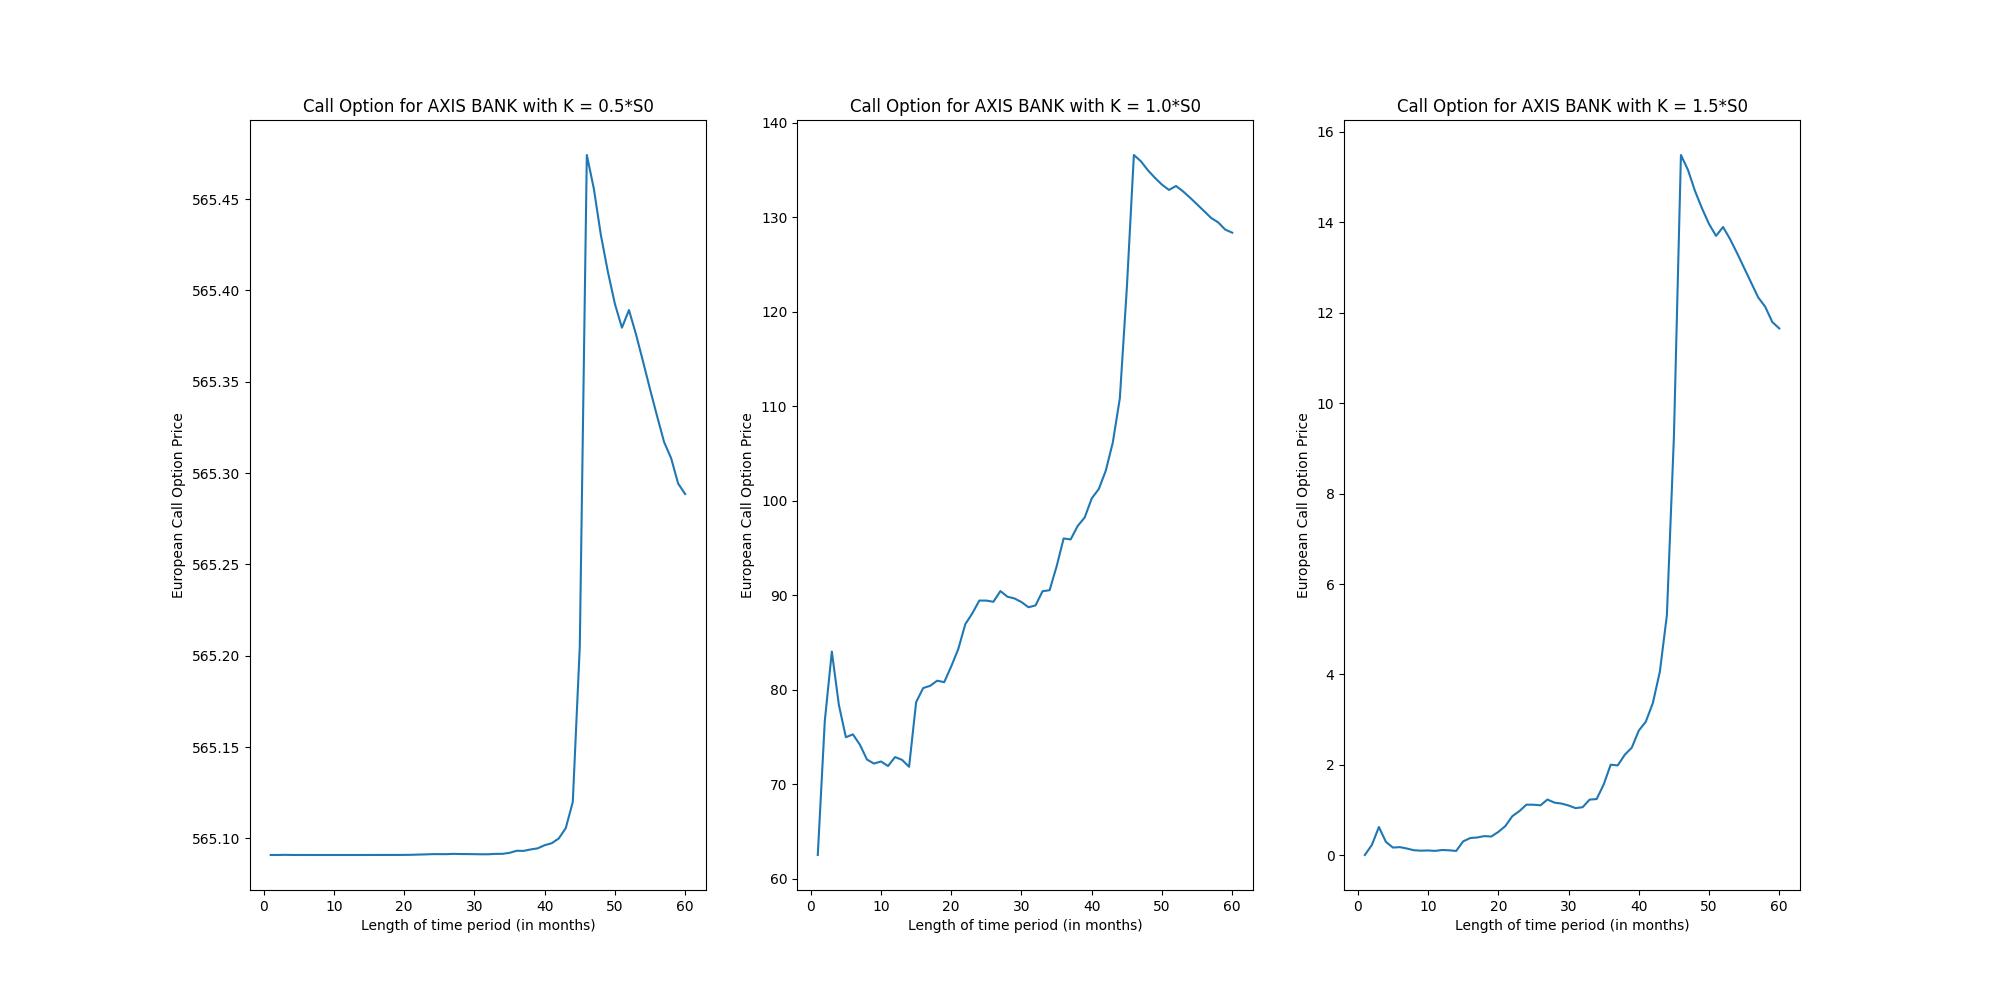 Call Option for AXIS BANK with K = 0.5*S0
European Call Option Price
565.45
565.40
565.35
565.30
565.25
565.20
565.15
565.10
0 10 20 30 40 50 60
Length of time period (in months)
Call Option for AXIS BANK with K = 1.0*S0
European Call Option Price
140
130
120
110
100
90
80
70
60
0 10 20 30 40 50 60
Length of time period (in months)
Call Option for AXIS BANK with K = 1.5*S0
European Call Option Price
16
14
12
10
8
6
4
2
0
0 10 20 30 40 50 60
Length of time period (in months)